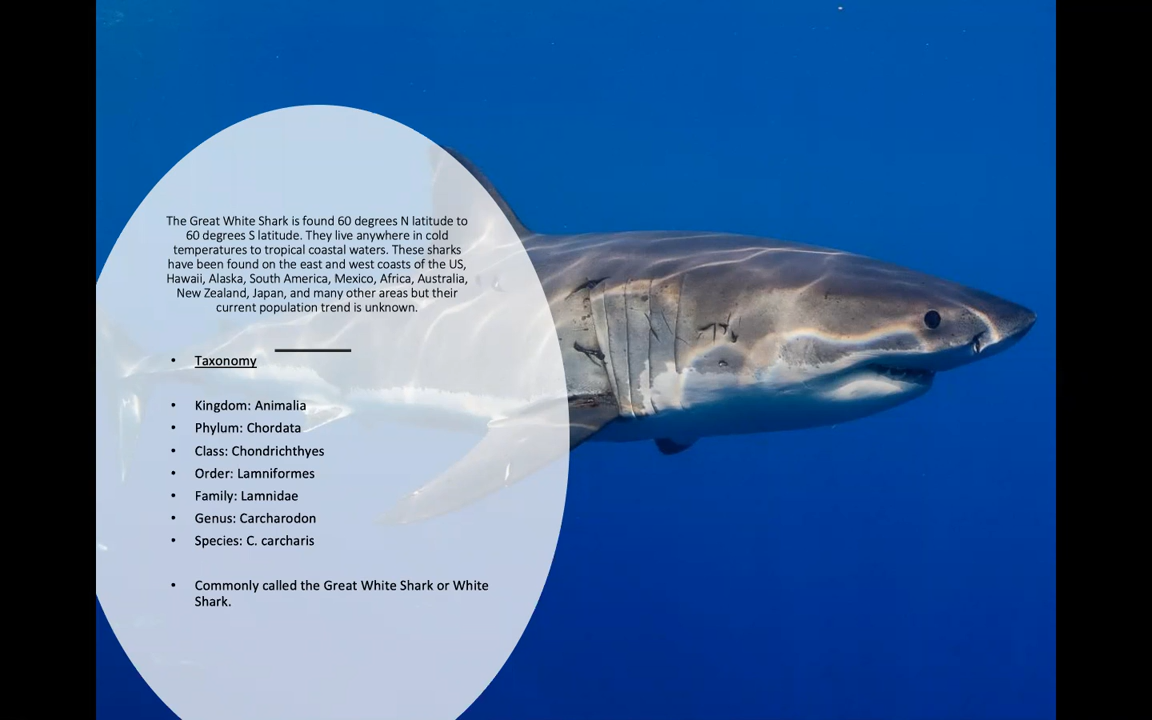 The Great White Shark is found 60 degrees N latitude to
60 degrees S latitude. They live anywhere in cold
temperatures to tropical coastal waters. These sharks
have been found on the east and west coasts of the US,
Hawaii, Alaska, South America, Mexico, Africa, Australia,
New Zealand, Japan, and many other areas but their
current population trend is unknown.
• Taxonomy
• Kingdom: Animalia
• Phylum: Chordata
• Class: Chondrichthyes
• Order: Lamniformes
• Family: Lamnidae
• Genus: Carcharodon
• Species: C. carcharis
• Commonly called the Great White Shark or White
Shark.